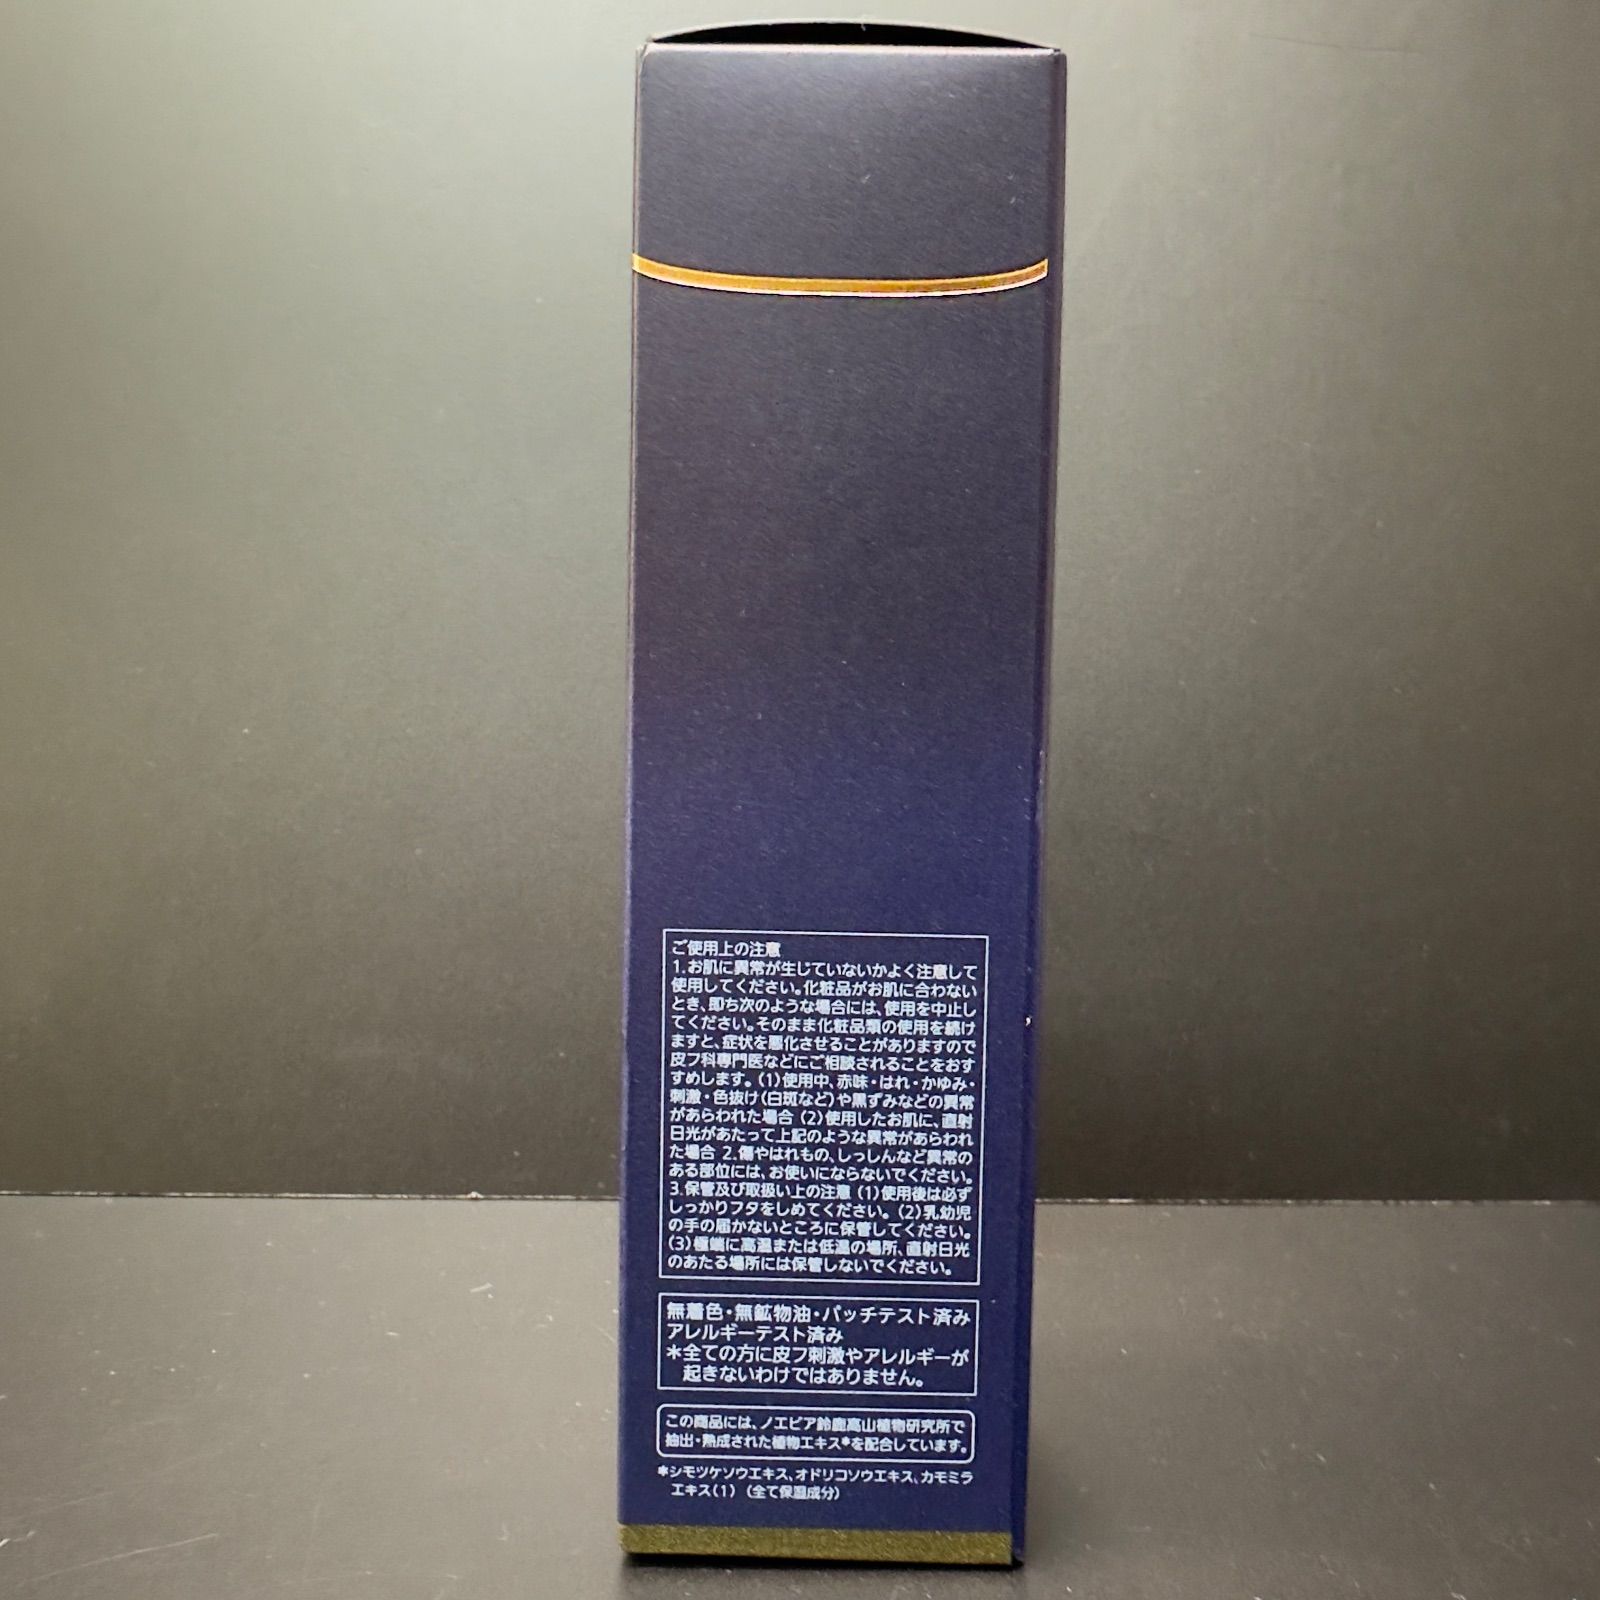 ご使用上の注意
1.お肌に異常が生じていないかよく注意して
使用してください。化粧品がお肌に合わない
とき、即ち次のような場合には、使用を中止し
てください。そのまま化粧品類の使用を続け
ますと、症状を悪化させることがありますので
皮フ科専門医などにご相談されることをおす
すめします。(1)使用中、赤味・はれ・かゆみ・
刺激・色抜け(白斑など)や黒ずみなどの異常
があらわれた場合 (2)使用したお肌に、直射
日光があたって上記のような異常があらわれ
た場合 2.傷やはれもの、しっしんなど異常の
ある部位には、お使いにならないでください。
3.保管及び取扱い上の注意 (1)使用後は必ず
しっかりフタをしめてください。(2)乳幼児
の手の届かないところに保管してください。
(3)極端に高温または低温の場所、直射日光
のあたる場所には保管しないでください。
無着色・無鉱物油・パッチテスト済み
アレルギーテスト済み
*全ての方に皮フ刺激やアレルギーが
起きないわけではありません。
この商品には、ノエビア鈴鹿高山植物研究所で
抽出・熟成された植物エキス*を配合しています。
*シモツケソウエキス、オドリコソウエキス、カモミラ
エキス(1) (全て保湿成分)